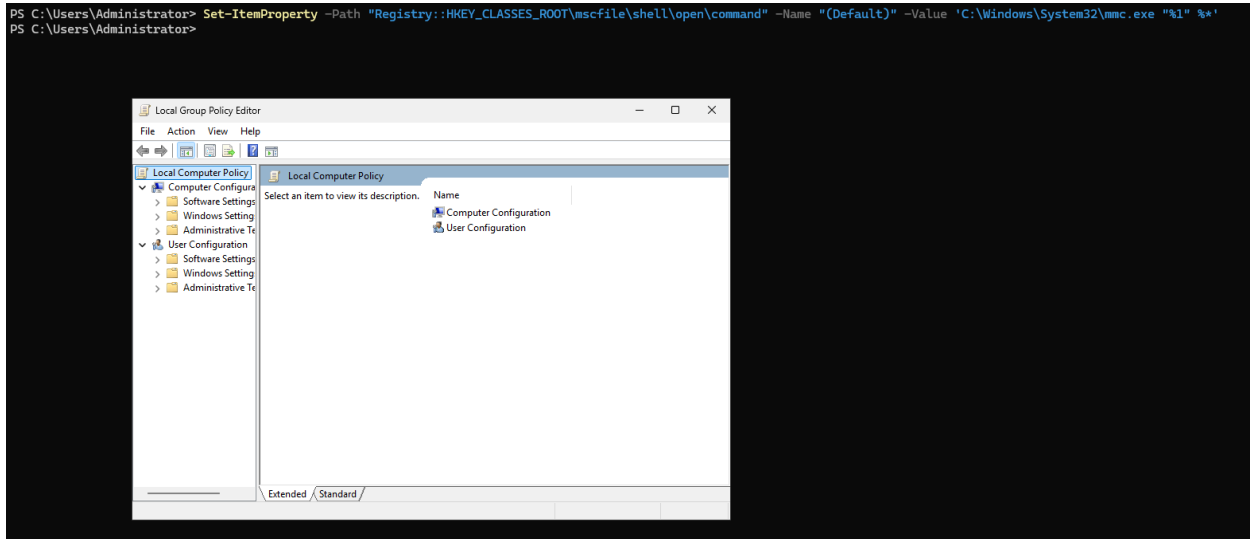 PS C:\Users\Administrator> Set-ItemProperty -Path "Registry::HKEY_CLASSES_ROOT\mscfile\shell\open\command" -Name "(Default)" -Value 'C:\Windows\System32\mmc.exe "%1" %*'
PS C:\Users\Administrator>
Local Group Policy Editor
File Action View Help
Local Computer Policy
Computer Configura
Software Settings
Windows Setting
Administrative Te
User Configuration
Software Settings
Windows Setting
Administrative Te
Local Computer Policy
Select an item to view its description.
Name
Computer Configuration
User Configuration
Extended Standard